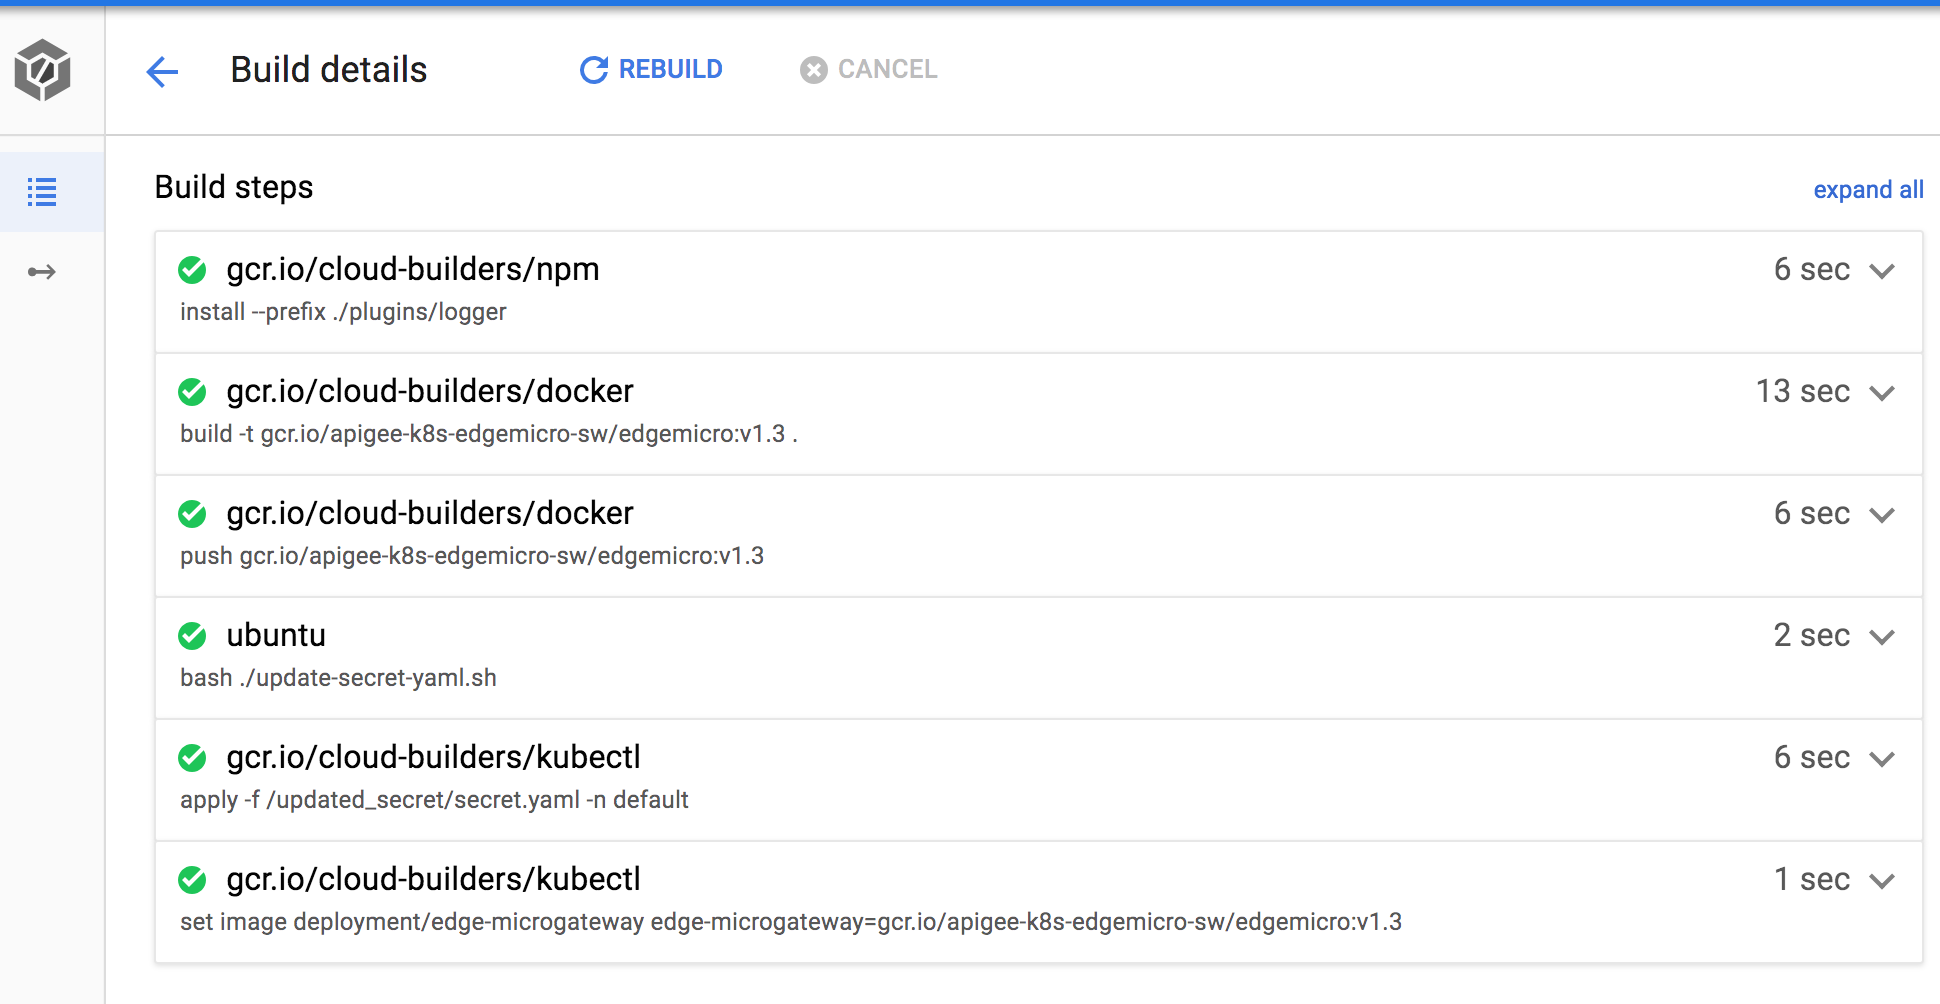 Build details
REBUILD
CANCEL
Build steps
expand all
gcr.io/cloud-builders/npm
6 sec
install --prefix ./plugins/logger
gcr.io/cloud-builders/docker
13 sec
build -t gcr.io/apigee-k8s-edgemicro-sw/edgemicro:v1.3 .
gcr.io/cloud-builders/docker
6 sec
push gcr.io/apigee-k8s-edgemicro-sw/edgemicro:v1.3
ubuntu
2 sec
bash ./update-secret-yaml.sh
gcr.io/cloud-builders/kubectl
6 sec
apply -f /updated_secret/secret.yaml -n default
gcr.io/cloud-builders/kubectl
1 sec
set image deployment/edge-microgateway edge-microgateway=gcr.io/apigee-k8s-edgemicro-sw/edgemicro:v1.3